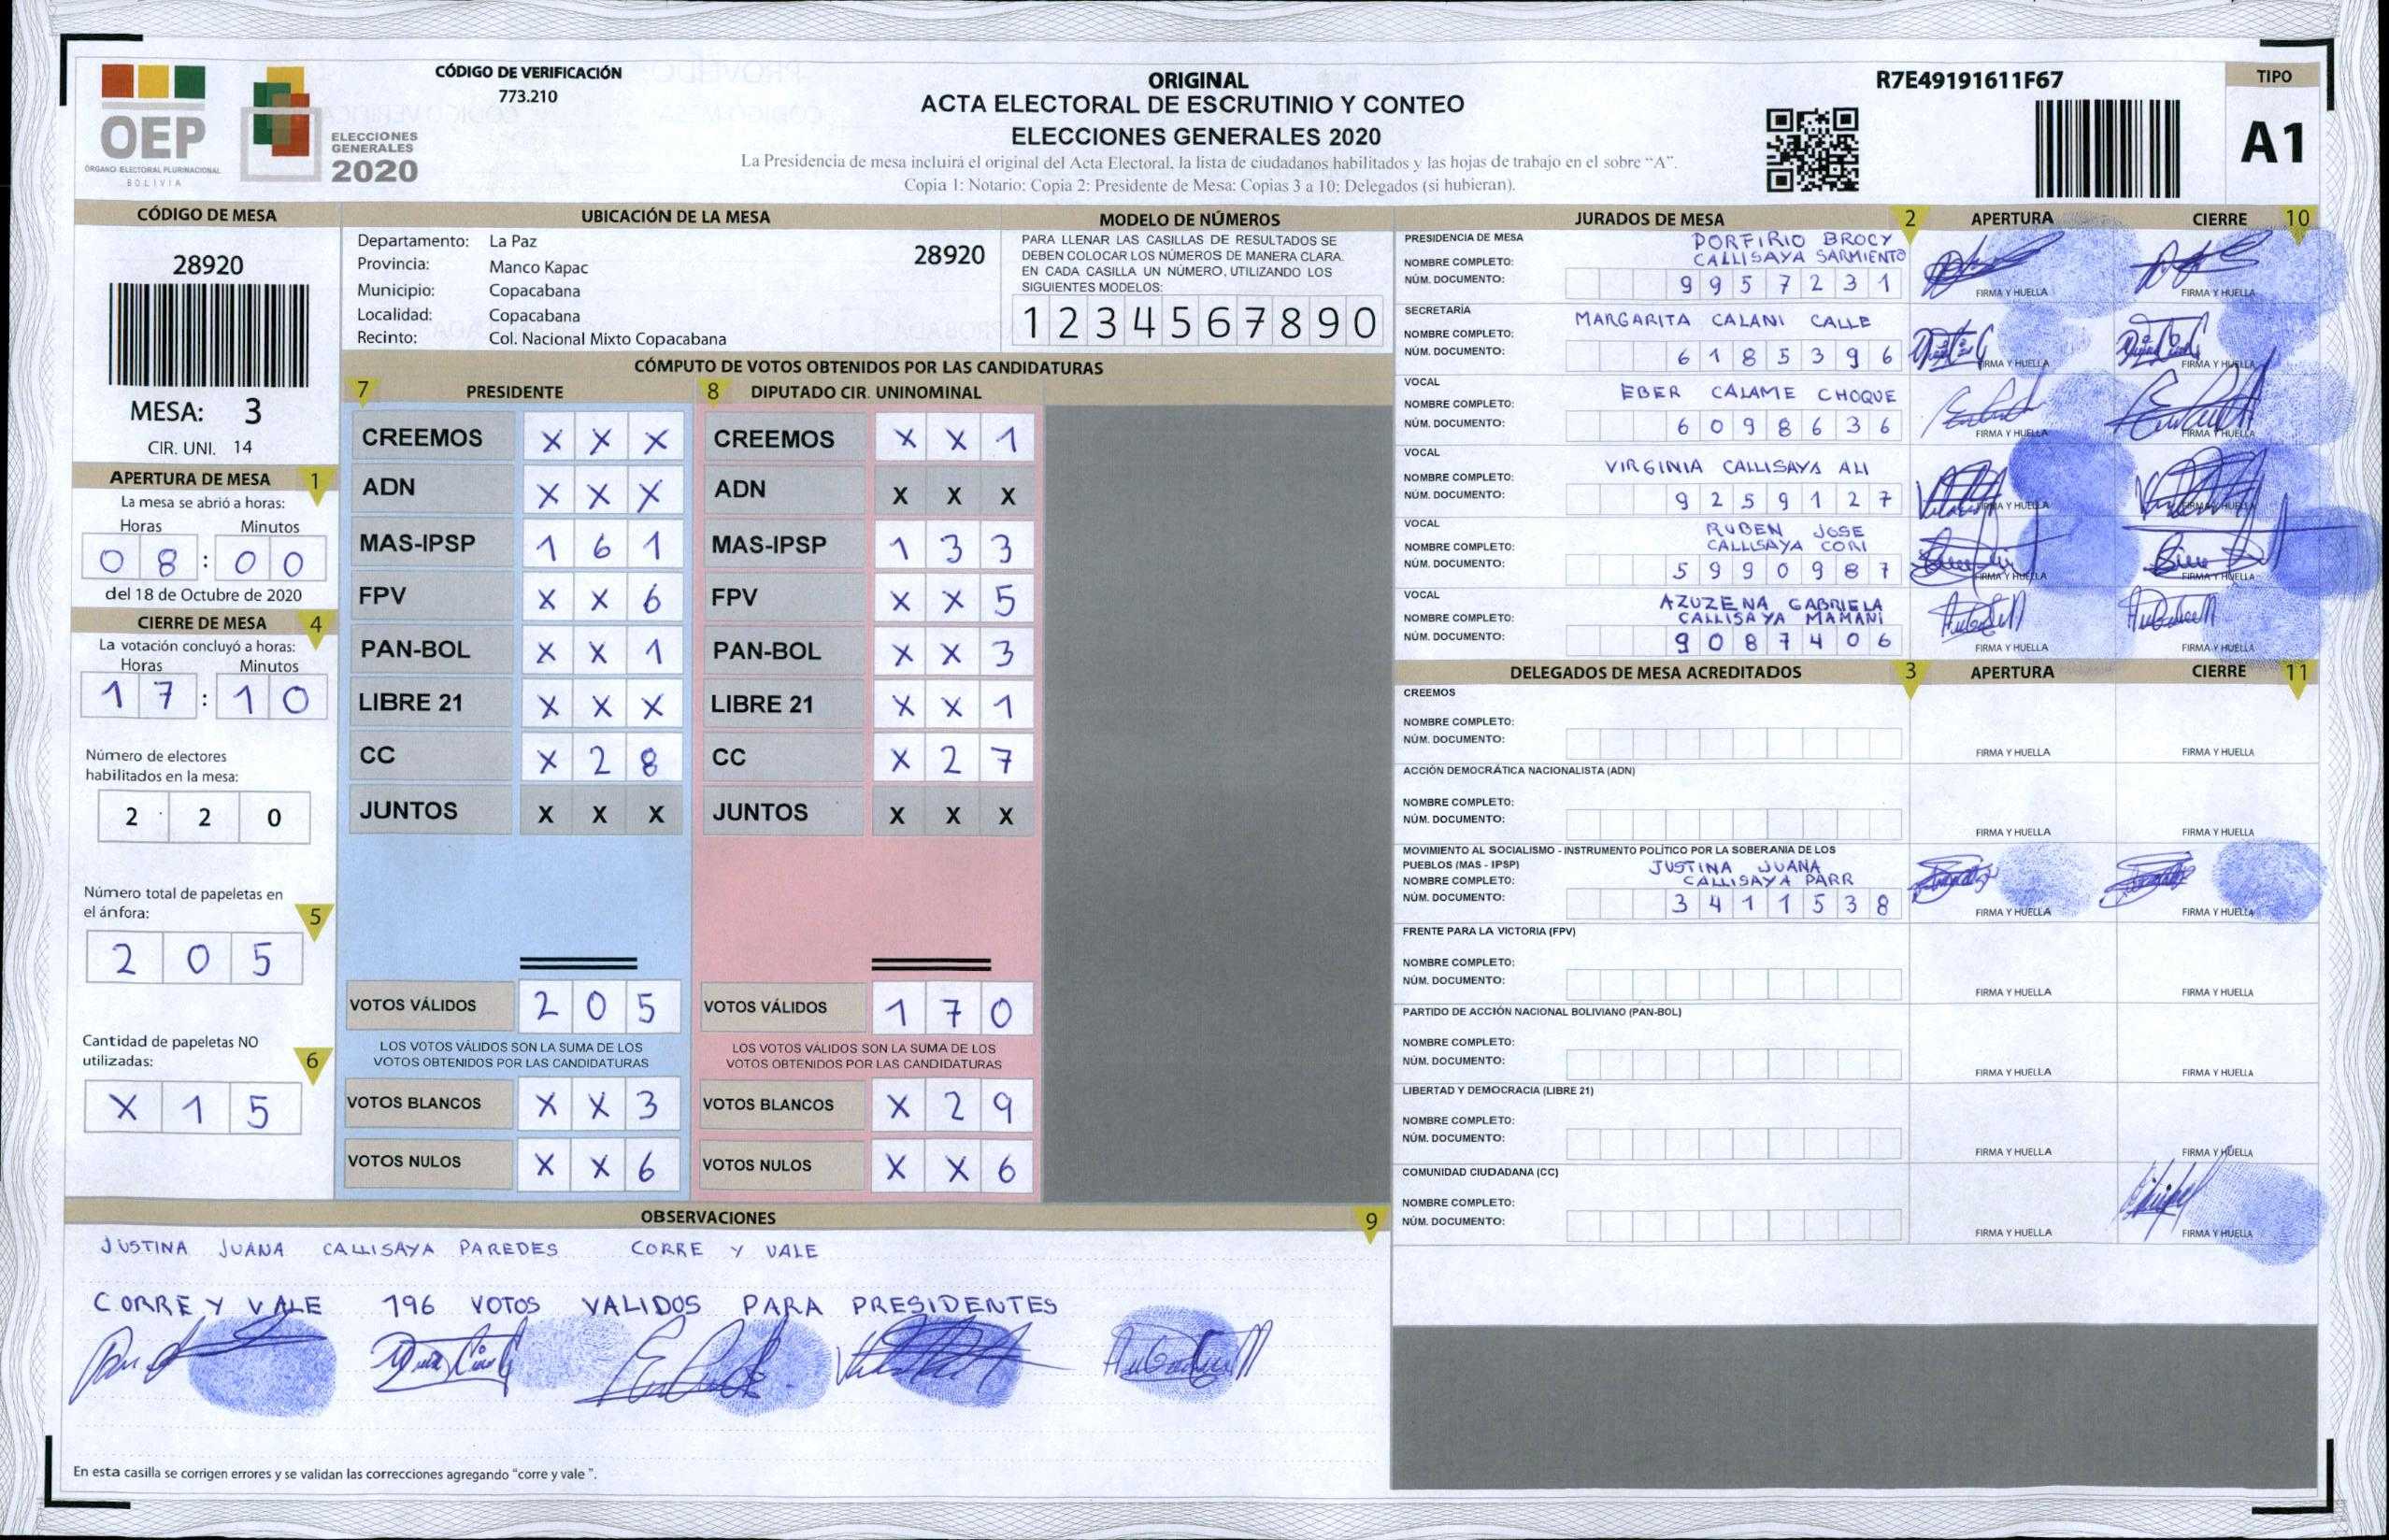 OEP
ÓRGANO ELECTORAL PLURINACIONAL
BOLIVIA
ELECCIONES
GENERALES
2020
CÓDIGO DE VERIFICACIÓN
773.210
ORIGINAL
ACTA ELECTORAL DE ESCRUTINIO Y CONTEO
ELECCIONES GENERALES 2020
La Presidencia de mesa incluirá el original del Acta Electoral, la lista de ciudadanos habilitados y las hojas de trabajo en el sobre “A”.
Copia 1: Notario; Copia 2: Presidente de Mesa; Copias 3 a 10: Delegados (si hubieran).
R7E49191611F67
TIPO
A1
CÓDIGO DE MESA
28920
MESA: 3
CIR. UNI. 14
APERTURA DE MESA 1
La mesa se abrió a horas:
Horas Minutos
0 8 : 0 0
del 18 de Octubre de 2020
CIERRE DE MESA 4
La votación concluyó a horas:
Horas Minutos
1 7 : 1 0
Número de electores
habilitados en la mesa:
2 2 0
Número total de papeletas en
el ánfora: 5
2 0 5
Cantidad de papeletas NO
utilizadas: 6
X 1 5
UBICACIÓN DE LA MESA
Departamento: La Paz 28920
Provincia: Manco Kapac
Municipio: Copacabana
Localidad: Copacabana
Recinto: Col. Nacional Mixto Copacabana
MODELO DE NÚMEROS
PARA LLENAR LAS CASILLAS DE RESULTADOS SE
DEBEN COLOCAR LOS NÚMEROS DE MANERA CLARA.
EN CADA CASILLA UN NÚMERO, UTILIZANDO LOS
SIGUIENTES MODELOS:
1 2 3 4 5 6 7 8 9 0
CÓMPUTO DE VOTOS OBTENIDOS POR LAS CANDIDATURAS
7 PRESIDENTE
CREEMOS X X X
ADN X X X
MAS-IPSP 1 6 1
FPV X X 6
PAN-BOL X X 1
LIBRE 21 X X X
CC X 2 8
JUNTOS X X X
VOTOS VÁLIDOS 2 0 5
LOS VOTOS VÁLIDOS SON LA SUMA DE LOS
VOTOS OBTENIDOS POR LAS CANDIDATURAS
VOTOS BLANCOS X X 3
VOTOS NULOS X X 6
8 DIPUTADO CIR. UNINOMINAL
CREEMOS X X 1
ADN X X X
MAS-IPSP 1 3 3
FPV X X 5
PAN-BOL X X 3
LIBRE 21 X X 1
CC X 2 7
JUNTOS X X X
VOTOS VÁLIDOS 1 7 0
LOS VOTOS VÁLIDOS SON LA SUMA DE LOS
VOTOS OBTENIDOS POR LAS CANDIDATURAS
VOTOS BLANCOS X 2 9
VOTOS NULOS X X 6
OBSERVACIONES 9
JUSTINA JUANA CALLISAYA PAREDES CORRE Y VALE
CORRE Y VALE 196 VOTOS VALIDOS PARA PRESIDENTES
En esta casilla se corrigen errores y se validan las correcciones agregando “corre y vale ”.
JURADOS DE MESA 2 APERTURA CIERRE 10
PRESIDENCIA DE MESA PORFIRIO BROCY
NOMBRE COMPLETO: CALLISAYA SARMIENTO
NÚM. DOCUMENTO: 9 9 5 7 2 3 1
FIRMA Y HUELLA FIRMA Y HUELLA
SECRETARÍA
NOMBRE COMPLETO: MARGARITA CALANI CALLE
NÚM. DOCUMENTO: 6 1 8 5 3 9 6
FIRMA Y HUELLA FIRMA Y HUELLA
VOCAL
NOMBRE COMPLETO: EBER CALAME CHOQUE
NÚM. DOCUMENTO: 6 0 9 8 6 3 6
FIRMA Y HUELLA FIRMA Y HUELLA
VOCAL
NOMBRE COMPLETO: VIRGINIA CALLISAYA ALI
NÚM. DOCUMENTO: 9 2 5 9 1 2 7
FIRMA Y HUELLA FIRMA Y HUELLA
VOCAL RUBEN JOSE
NOMBRE COMPLETO: CALLISAYA CORI
NÚM. DOCUMENTO: 5 9 9 0 9 8 7
FIRMA Y HUELLA FIRMA Y HUELLA
VOCAL AZUZENA GABRIELA
NOMBRE COMPLETO: CALLISAYA MAMANI
NÚM. DOCUMENTO: 9 0 8 7 4 0 6
FIRMA Y HUELLA FIRMA Y HUELLA
DELEGADOS DE MESA ACREDITADOS 3 APERTURA CIERRE 11
CREEMOS
NOMBRE COMPLETO:
NÚM. DOCUMENTO:
FIRMA Y HUELLA FIRMA Y HUELLA
ACCIÓN DEMOCRÁTICA NACIONALISTA (ADN)
NOMBRE COMPLETO:
NÚM. DOCUMENTO:
FIRMA Y HUELLA FIRMA Y HUELLA
MOVIMIENTO AL SOCIALISMO - INSTRUMENTO POLÍTICO POR LA SOBERANIA DE LOS
PUEBLOS (MAS - IPSP) JUSTINA JUANA
NOMBRE COMPLETO: CALLISAYA PARR
NÚM. DOCUMENTO: 3 4 1 1 5 3 8
FIRMA Y HUELLA FIRMA Y HUELLA
FRENTE PARA LA VICTORIA (FPV)
NOMBRE COMPLETO:
NÚM. DOCUMENTO:
FIRMA Y HUELLA FIRMA Y HUELLA
PARTIDO DE ACCIÓN NACIONAL BOLIVIANO (PAN-BOL)
NOMBRE COMPLETO:
NÚM. DOCUMENTO:
FIRMA Y HUELLA FIRMA Y HUELLA
LIBERTAD Y DEMOCRACIA (LIBRE 21)
NOMBRE COMPLETO:
NÚM. DOCUMENTO:
FIRMA Y HUELLA FIRMA Y HUELLA
COMUNIDAD CIUDADANA (CC)
NOMBRE COMPLETO:
NÚM. DOCUMENTO:
FIRMA Y HUELLA FIRMA Y HUELLA